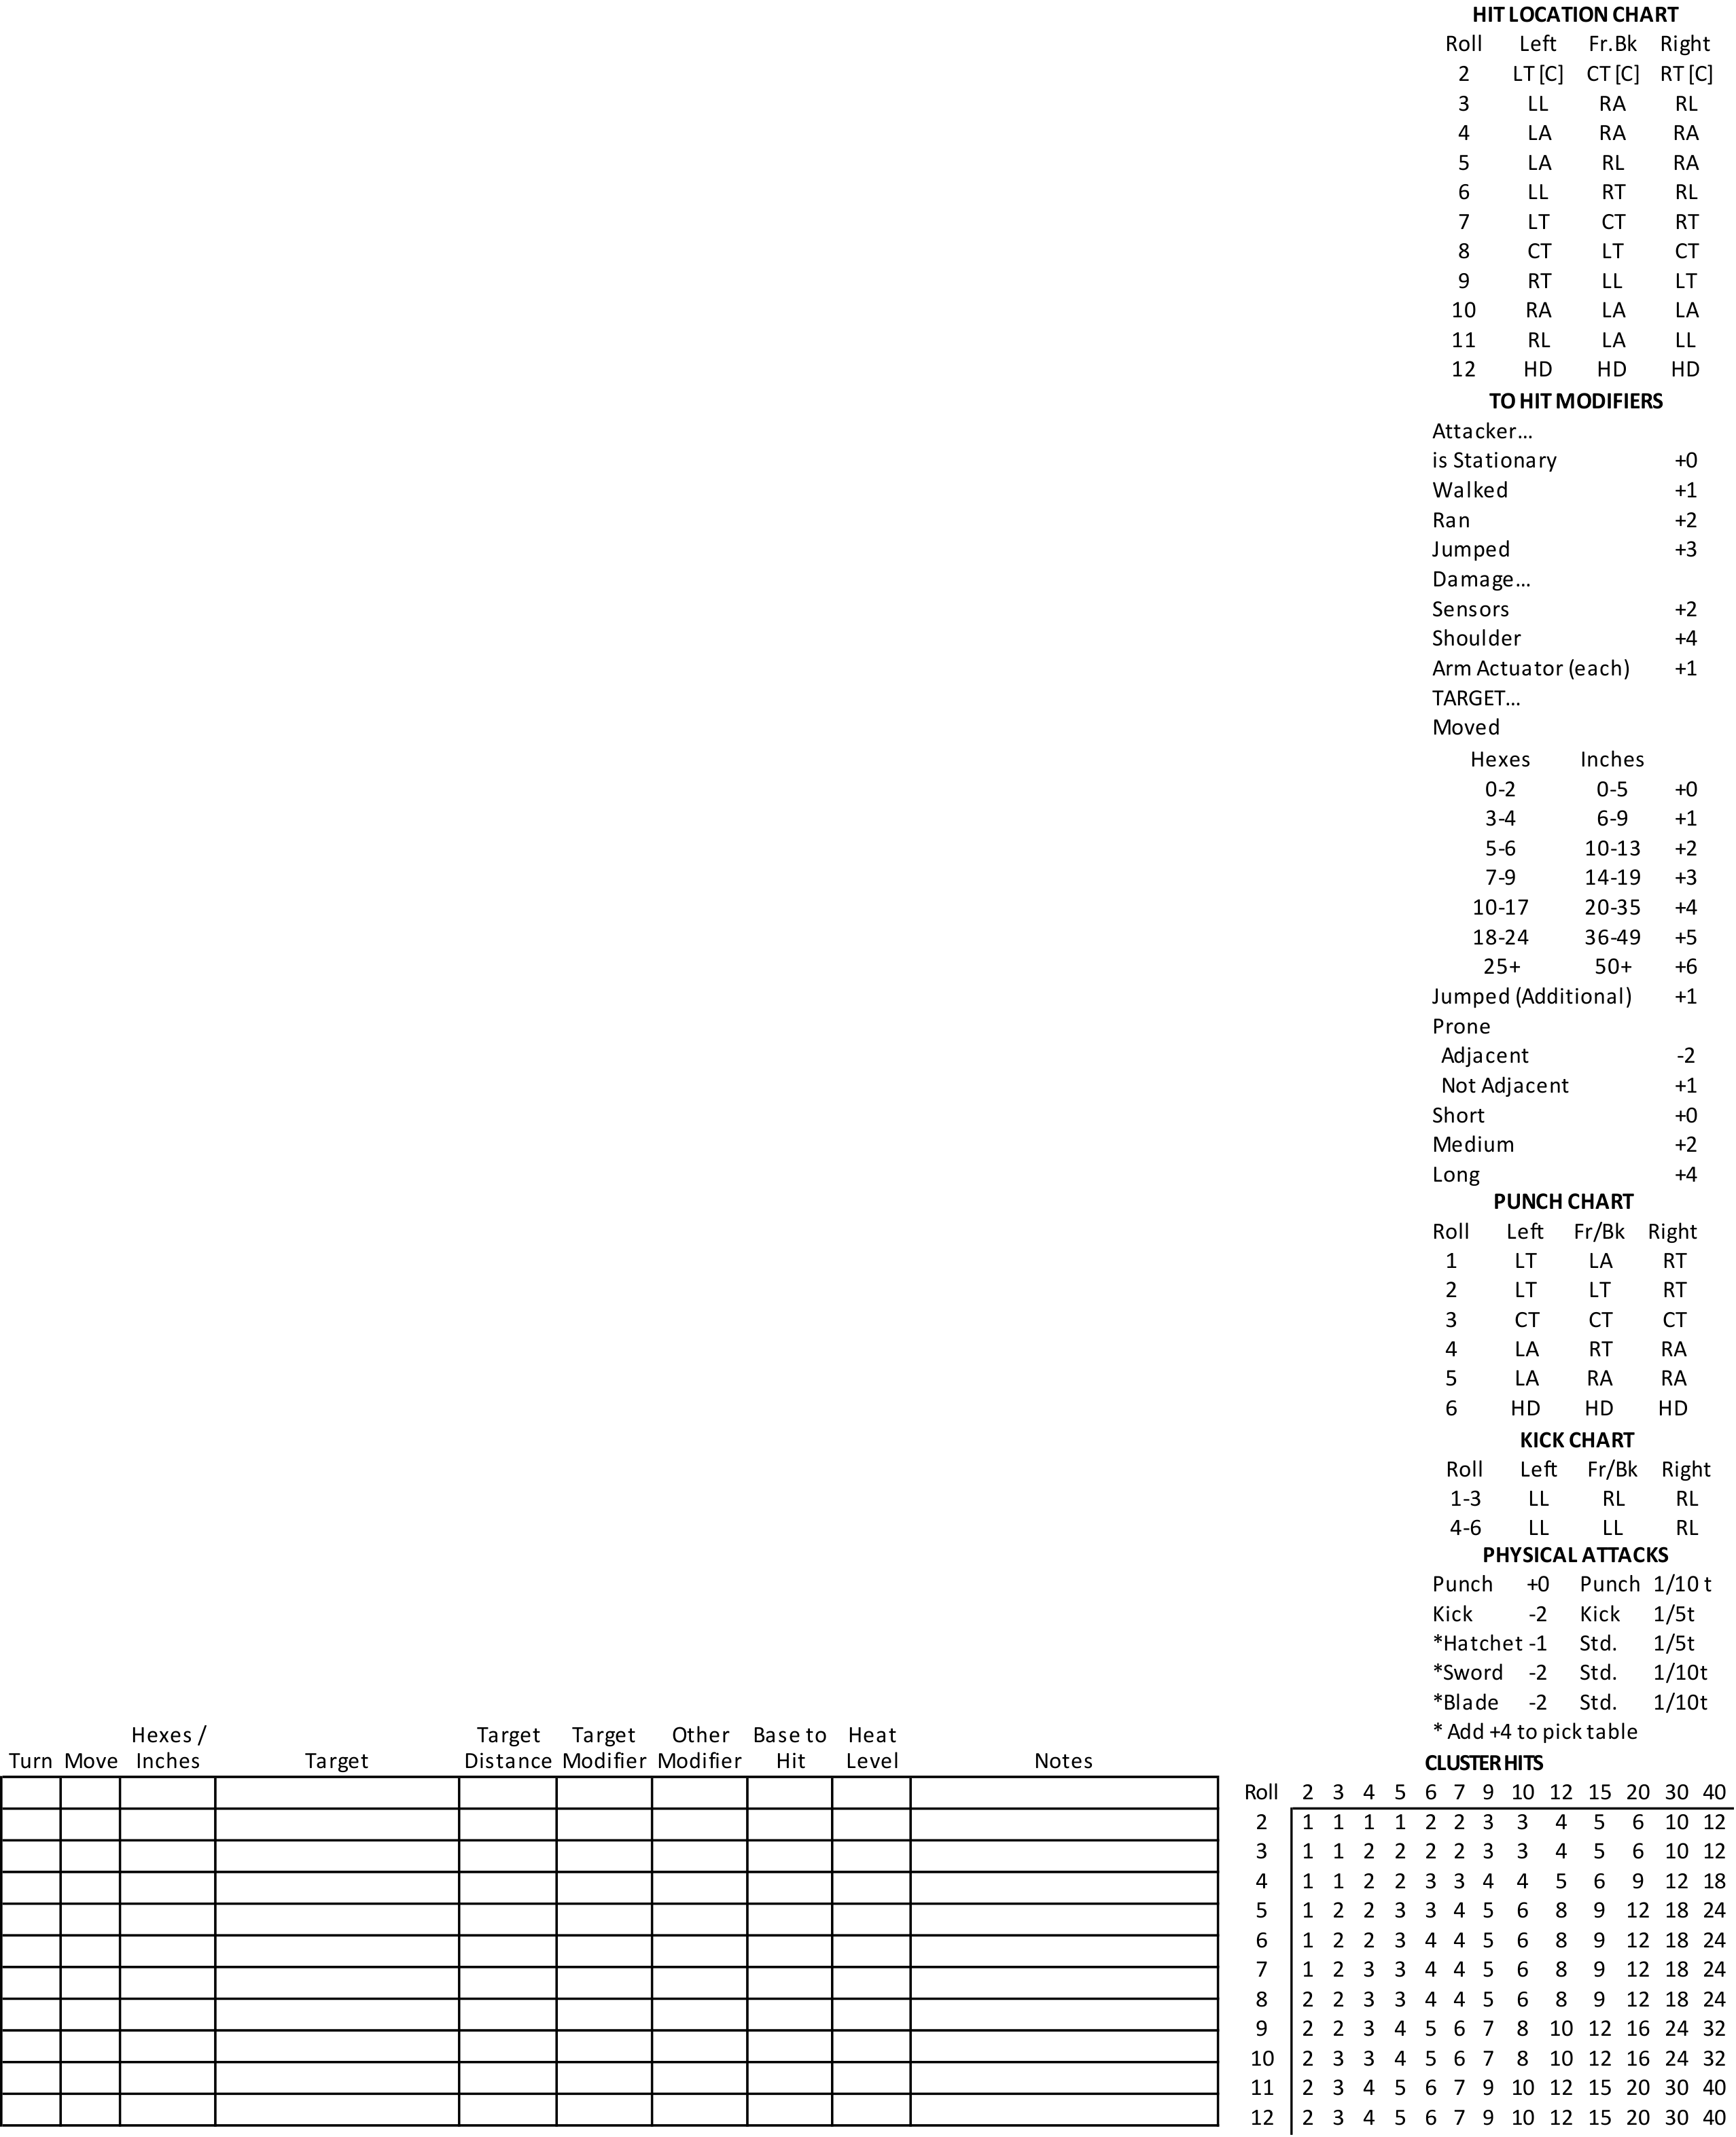 HIT LOCATION CHART
Roll Left Fr.Bk Right
2 LT [C] CT [C] RT [C]
3 LL RA RL
4 LA RA RA
5 LA RL RA
6 LL RT RL
7 LT CT RT
8 CT LT CT
9 RT LL LT
10 RA LA LA
11 RL LA LL
12 HD HD HD
TO HIT MODIFIERS
Attacker...
is Stationary +0
Walked +1
Ran +2
Jumped +3
Damage...
Sensors +2
Shoulder +4
Arm Actuator (each) +1
TARGET...
Moved
Hexes Inches
0-2 0-5 +0
3-4 6-9 +1
5-6 10-13 +2
7-9 14-19 +3
10-17 20-35 +4
18-24 36-49 +5
25+ 50+ +6
Jumped (Additional) +1
Prone
Adjacent -2
Not Adjacent +1
Short +0
Medium +2
Long +4
PUNCH CHART
Roll Left Fr/Bk Right
1 LT LA RT
2 LT LT RT
3 CT CT CT
4 LA RT RA
5 LA RA RA
6 HD HD HD
KICK CHART
Roll Left Fr/Bk Right
1-3 LL RL RL
4-6 LL LL RL
PHYSICAL ATTACKS
Punch +0 Punch 1/10 t
Kick -2 Kick 1/5t
*Hatchet -1 Std. 1/5t
*Sword -2 Std. 1/10t
*Blade -2 Std. 1/10t
* Add +4 to pick table
Turn Move Hexes / Inches Target Target Distance Target Modifier Other Modifier Base to Hit Heat Level Notes
CLUSTER HITS
Roll 2 3 4 5 6 7 9 10 12 15 20 30 40
2 1 1 1 1 2 2 3 3 4 5 6 10 12
3 1 1 2 2 2 2 3 3 4 5 6 10 12
4 1 1 2 2 3 3 4 4 5 6 9 12 18
5 1 2 2 3 3 4 5 6 8 9 12 18 24
6 1 2 2 3 4 4 5 6 8 9 12 18 24
7 1 2 3 3 4 4 5 6 8 9 12 18 24
8 2 2 3 3 4 4 5 6 8 9 12 18 24
9 2 2 3 4 5 6 7 8 10 12 16 24 32
10 2 3 3 4 5 6 7 8 10 12 16 24 32
11 2 3 4 5 6 7 9 10 12 15 20 30 40
12 2 3 4 5 6 7 9 10 12 15 20 30 40